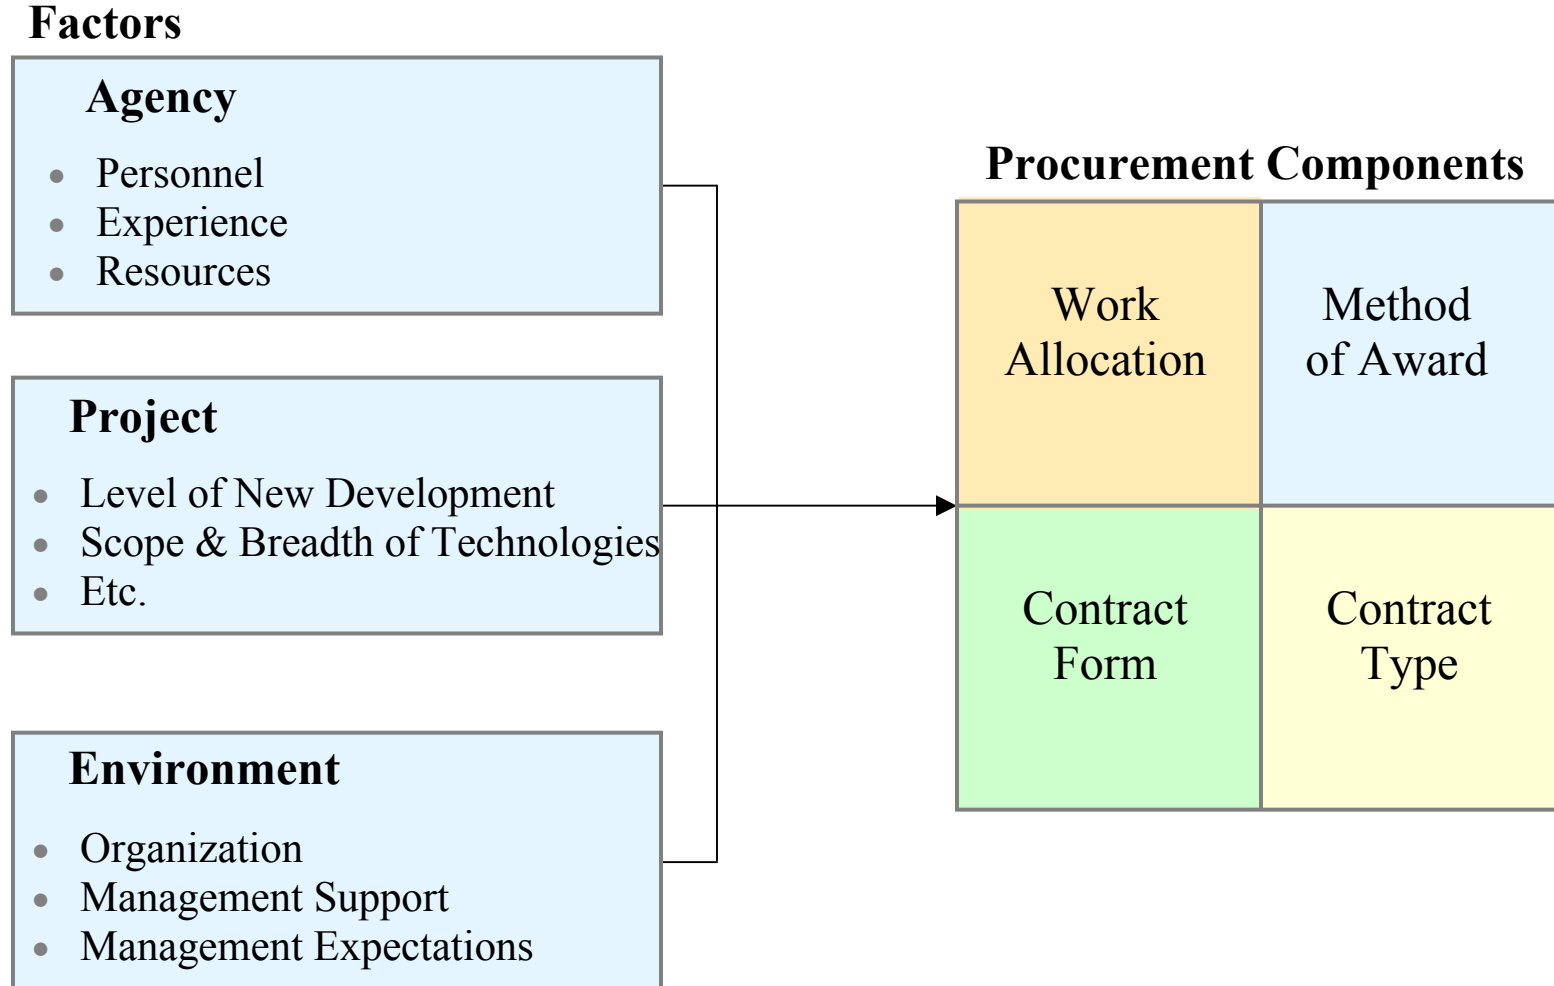 Factors
Agency
• Personnel
• Experience
• Resources
Project
• Level of New Development
• Scope & Breadth of Technologies
• Etc.
Environment
• Organization
• Management Support
• Management Expectations
Procurement Components
Work
Allocation
Method
of Award
Contract
Form
Contract
Type